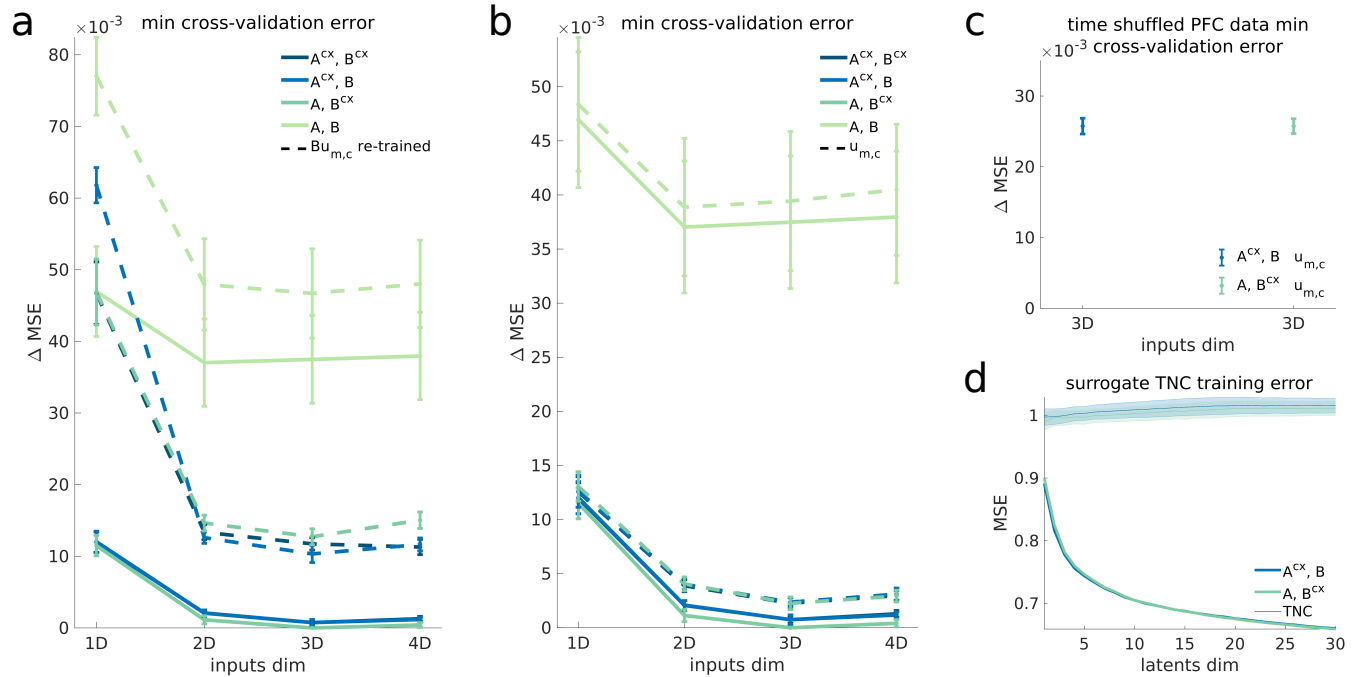 a
×10⁻³
min cross-validation error
80
70
60
50
40
30
20
10
0
Δ MSE
1D 2D 3D 4D
inputs dim
Aᶜˣ, Bᶜˣ
Aᶜˣ, B
A, Bᶜˣ
A, B
Bu_m,c re-trained
b
×10⁻³
min cross-validation error
50
45
40
35
30
25
20
15
10
5
0
Δ MSE
1D 2D 3D 4D
inputs dim
Aᶜˣ, Bᶜˣ
Aᶜˣ, B
A, Bᶜˣ
A, B
u_m,c
c
time shuffled PFC data min
×10⁻³ cross-validation error
30
20
10
0
Δ MSE
3D 3D
inputs dim
Aᶜˣ, B u_m,c
A, Bᶜˣ u_m,c
d
surrogate TNC training error
1
0.9
0.8
0.7
MSE
5 10 15 20 25 30
latents dim
Aᶜˣ, B
A, Bᶜˣ
TNC